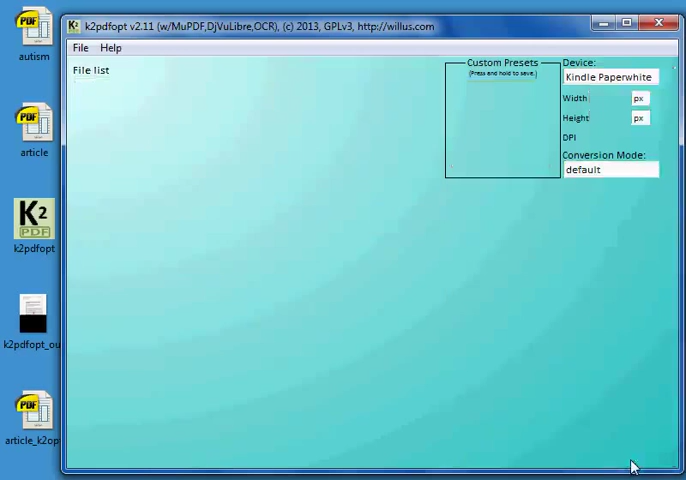 k2pdfopt v2.11 (w/MuPDF,DjVuLibre,OCR), (c) 2013, GPLv3, http://willus.com
File Help
File list
Custom Presets
(Press and hold to save.)
Device:
Kindle Paperwhite
Width px
Height px
DPI
Conversion Mode:
default
PDF
autism
PDF
article
K2
PDF
k2pdfopt
k2pdfopt_ou
PDF
article_k2op